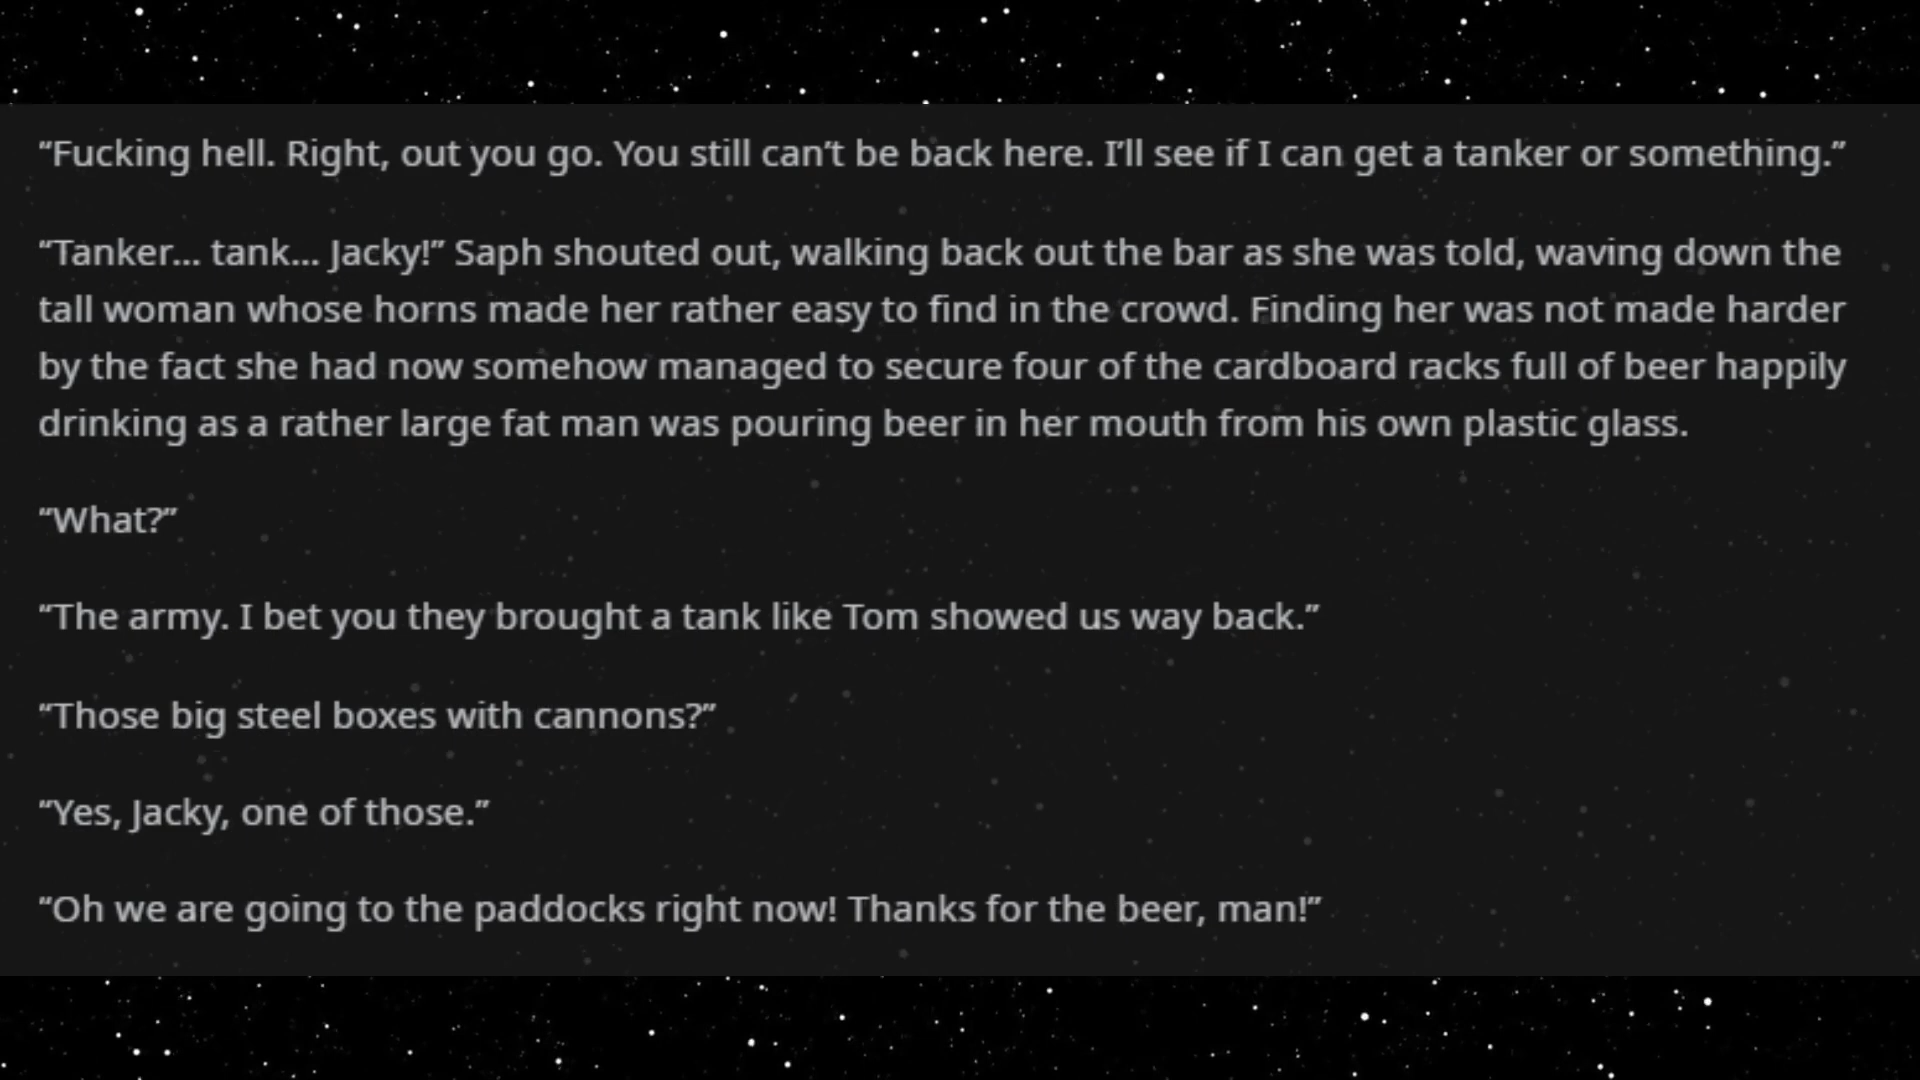 “Fucking hell. Right, out you go. You still can’t be back here. I’ll see if I can get a tanker or something.”
“Tanker... tank... Jacky!” Saph shouted out, walking back out the bar as she was told, waving down the
tall woman whose horns made her rather easy to find in the crowd. Finding her was not made harder
by the fact she had now somehow managed to secure four of the cardboard racks full of beer happily
drinking as a rather large fat man was pouring beer in her mouth from his own plastic glass.
“What?”
“The army. I bet you they brought a tank like Tom showed us way back.”
“Those big steel boxes with cannons?”
“Yes, Jacky, one of those.”
“Oh we are going to the paddocks right now! Thanks for the beer, man!”